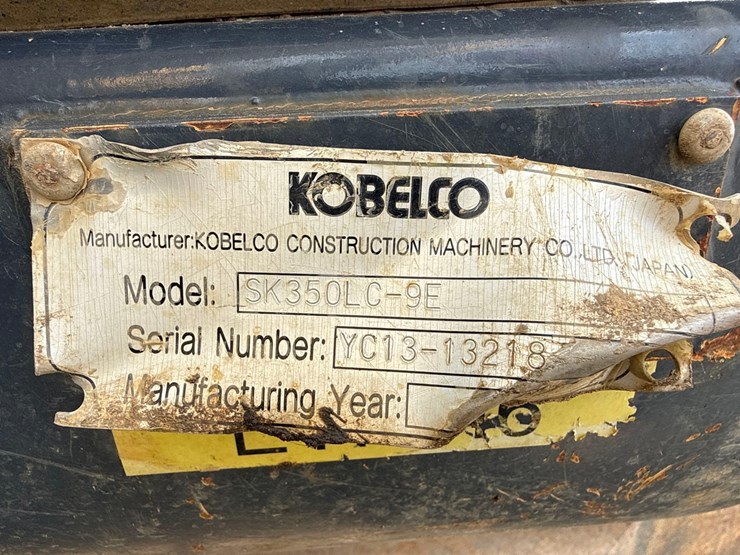 KOBELCO
Manufacturer:KOBELCO CONSTRUCTION MACHINERY CO.,LTD.,(JAPAN)
Model: SK350LC-9E
Serial Number: YC13-13218
Manufacturing Year: